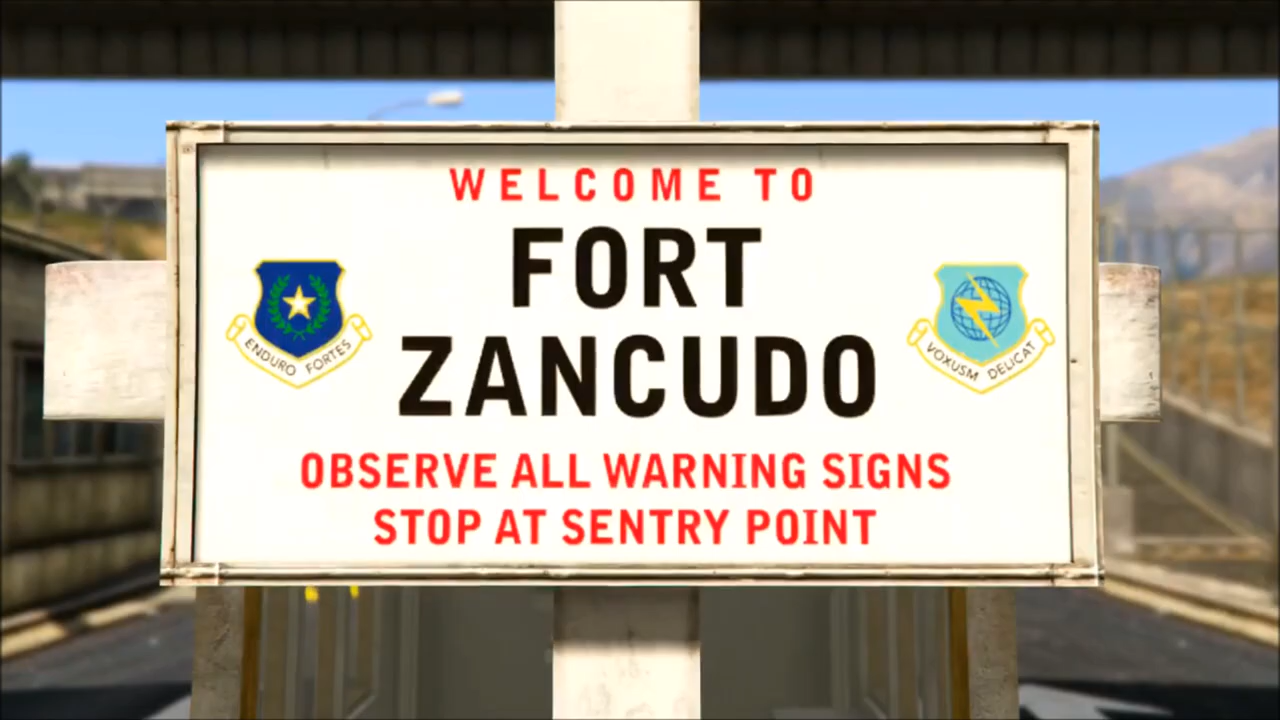 WELCOME TO
FORT
ZANCUDO
ENDURO FORTES
VOXUSM DELICAT
OBSERVE ALL WARNING SIGNS
STOP AT SENTRY POINT